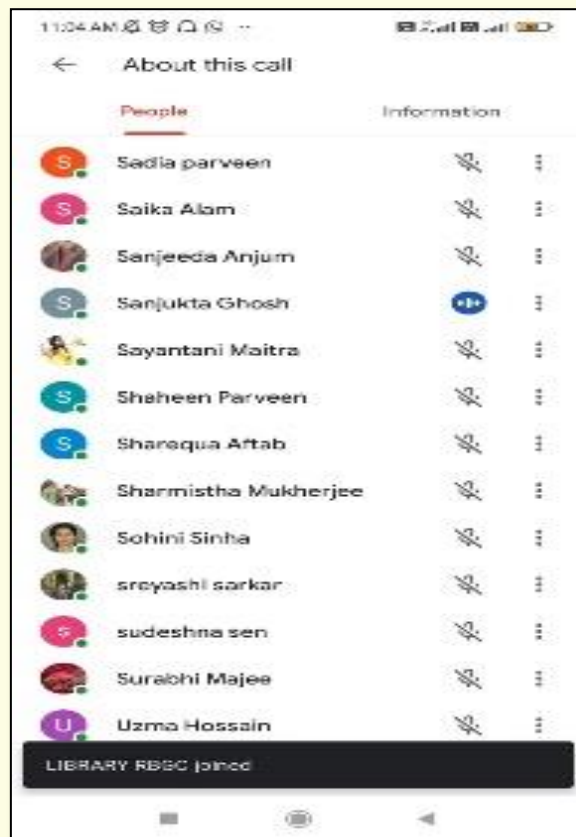 11:04 AM
About this call
People Information
S Sadia parveen
S Saika Alam
Sanjeeda Anjum
S Sanjukta Ghosh
Sayantani Maitra
S Shaheen Parveen
S Sharequa Aftab
Sharmistha Mukherjee
Sohini Sinha
sreyashi sarkar
s sudeshna sen
Surabhi Majee
U Uzma Hossain
LIBRARY RBGC joined